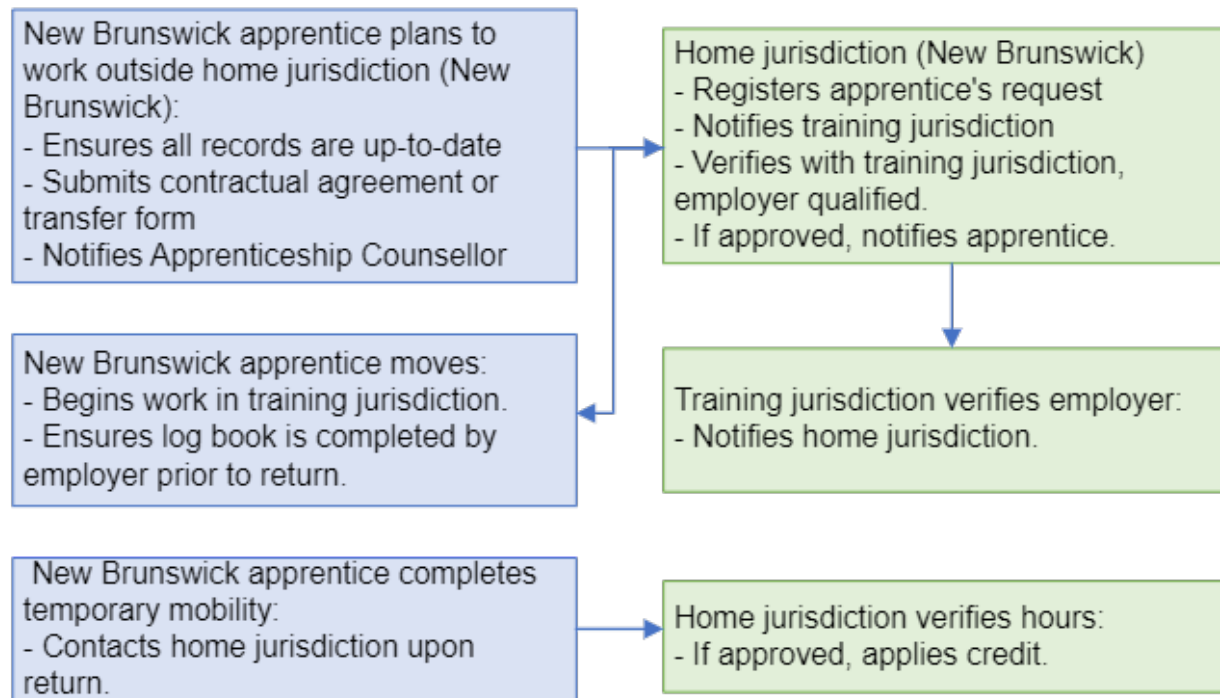 New Brunswick apprentice plans to
work outside home jurisdiction (New
Brunswick):
- Ensures all records are up-to-date
- Submits contractual agreement or
transfer form
- Notifies Apprenticeship Counsellor
Home jurisdiction (New Brunswick)
- Registers apprentice's request
- Notifies training jurisdiction
- Verifies with training jurisdiction,
employer qualified.
- If approved, notifies apprentice.
New Brunswick apprentice moves:
- Begins work in training jurisdiction.
- Ensures log book is completed by
employer prior to return.
Training jurisdiction verifies employer:
- Notifies home jurisdiction.
New Brunswick apprentice completes
temporary mobility:
- Contacts home jurisdiction upon
return.
Home jurisdiction verifies hours:
- If approved, applies credit.